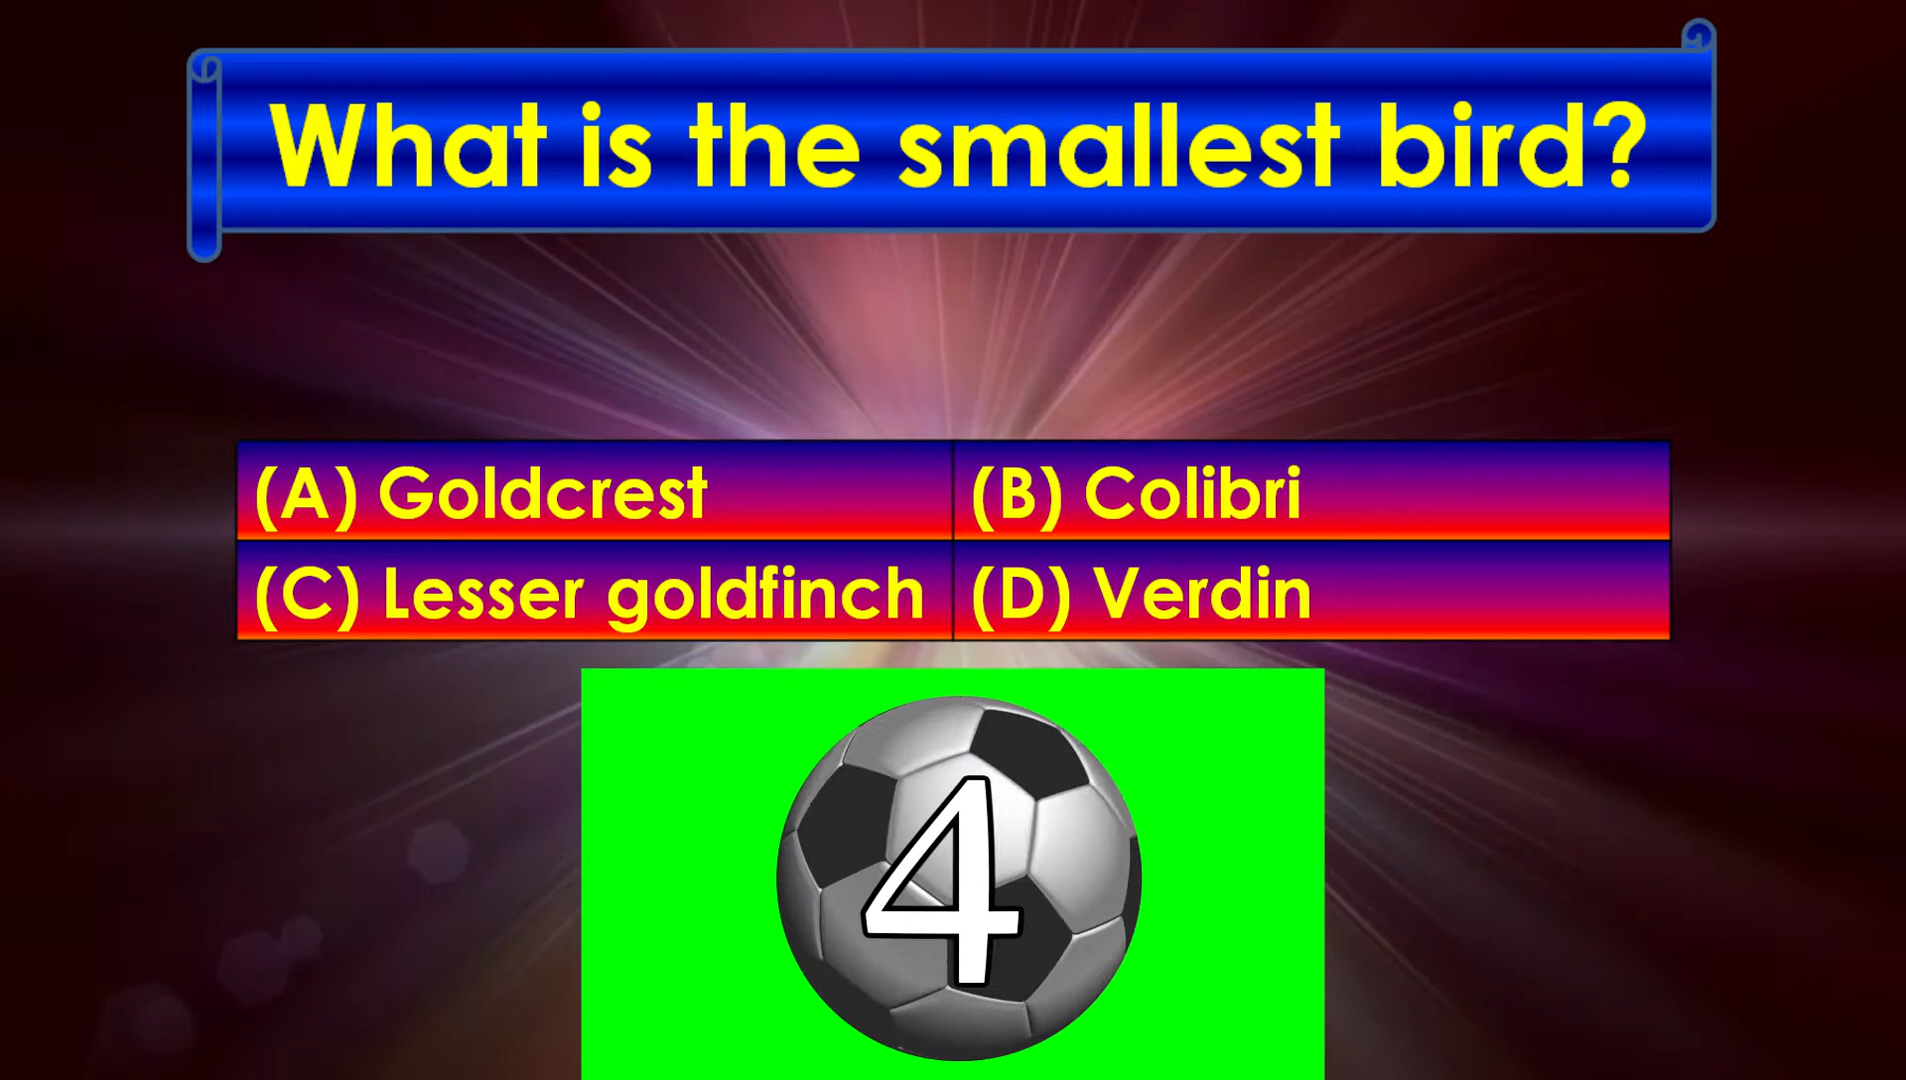 What is the smallest bird?
(A) Goldcrest
(B) Colibri
(C) Lesser goldfinch
(D) Verdin
4